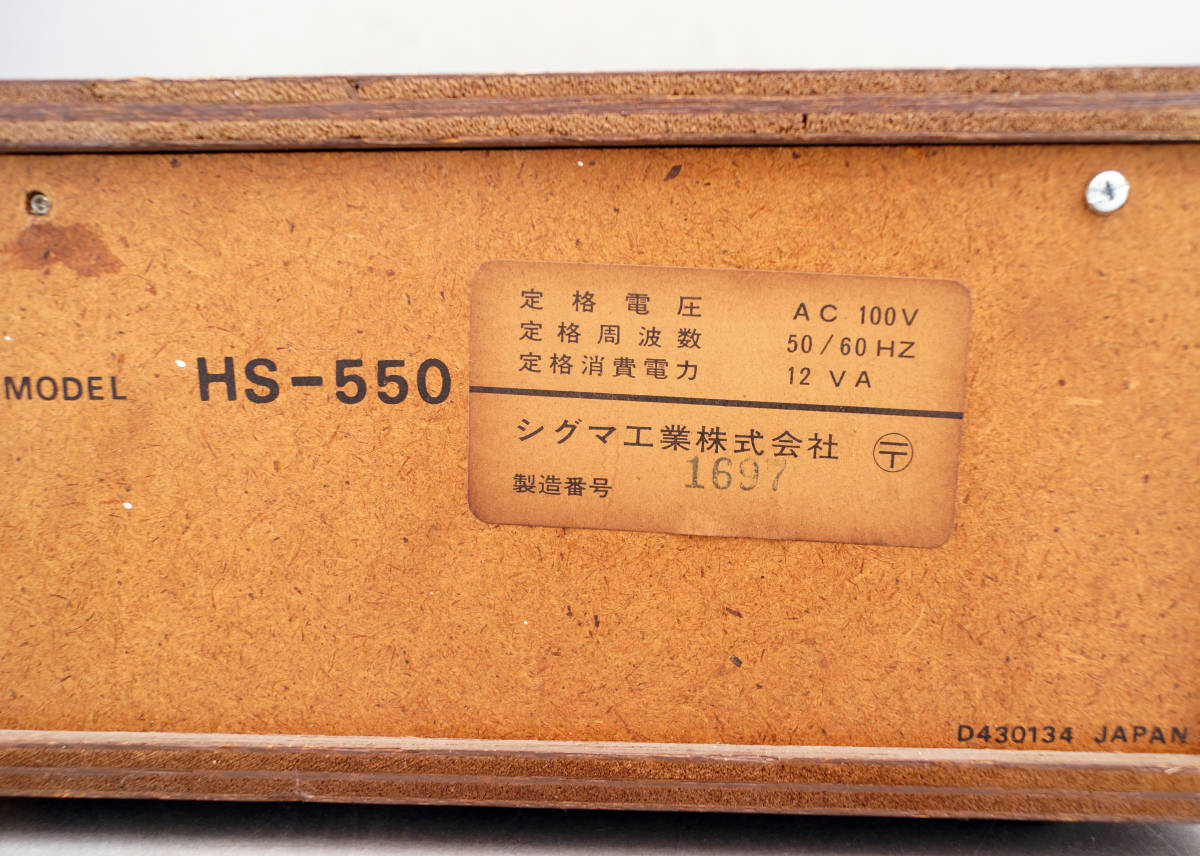 MODEL HS-550
定格電圧 AC 100V
定格周波数 50/60 HZ
定格消費電力 12 VA
シグマ工業株式会社 〶
製造番号 1697
D430134 JAPAN